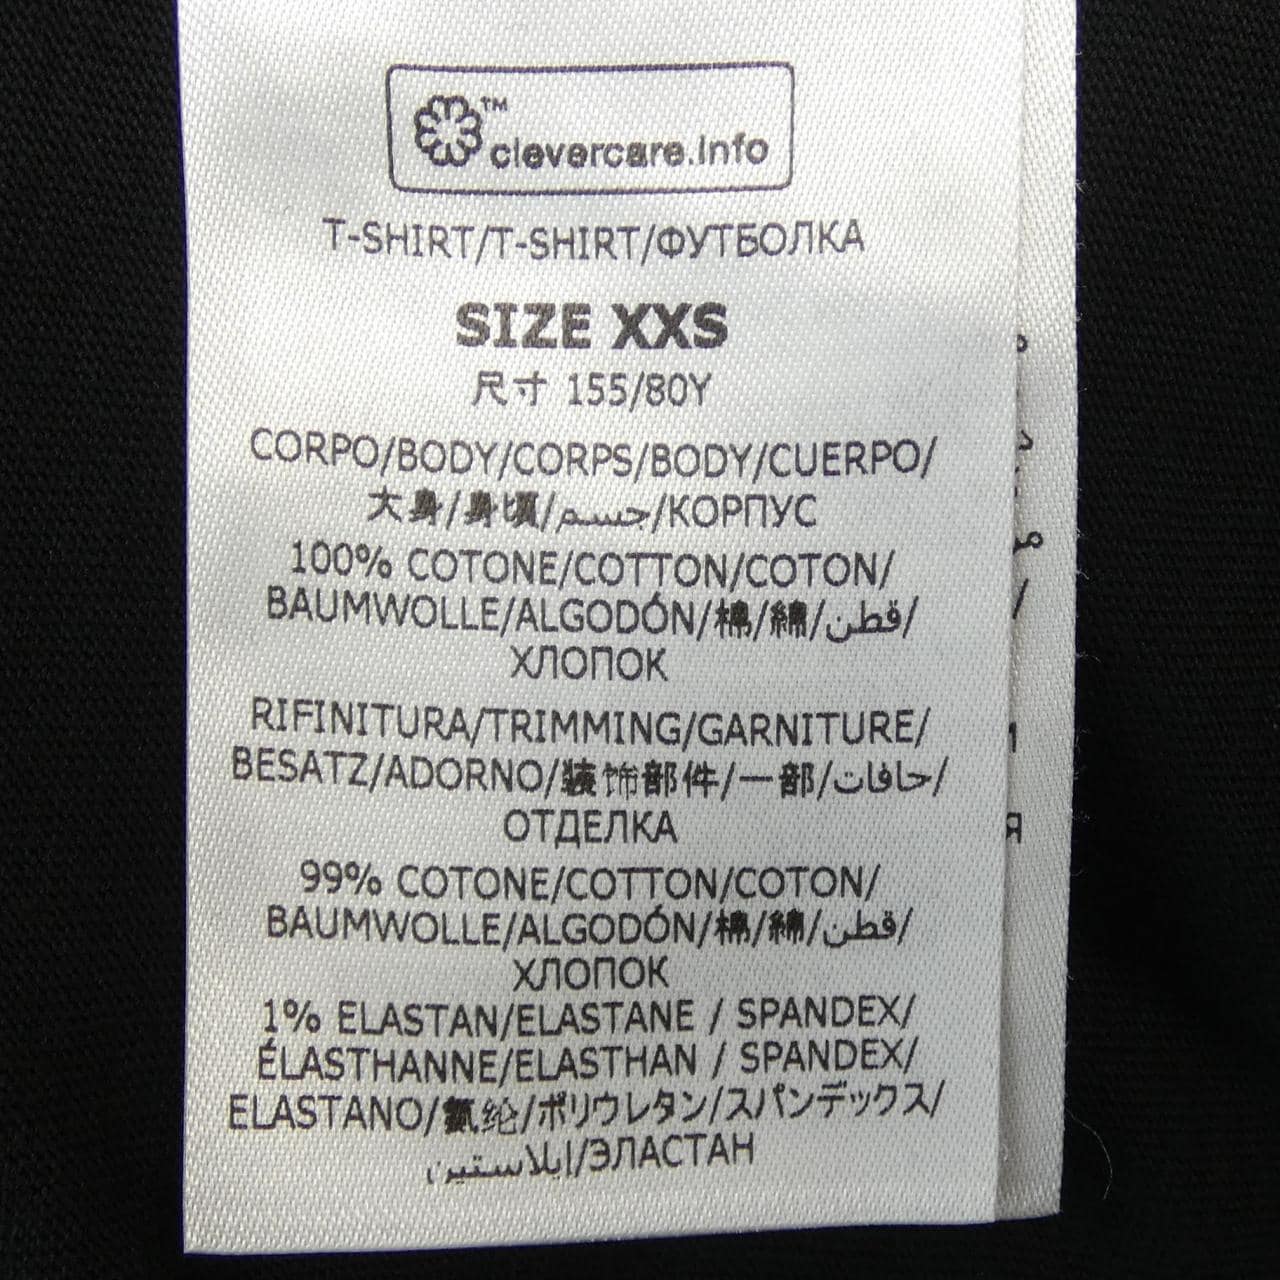 ™clevercare.info
T-SHIRT/T-SHIRT/ФУТБОЛКА
SIZE XXS
尺寸 155/80Y
CORPO/BODY/CORPS/BODY/CUERPO/
大身/身頃/جسم/КОРПУС
100% COTONE/COTTON/COTON/
BAUMWOLLE/ALGODÓN/棉/綿/قطن/
ХЛОПОК
RIFINITURA/TRIMMING/GARNITURE/
BESATZ/ADORNO/装饰部件/一部/حافات/
ОТДЕЛКА
99% COTONE/COTTON/COTON/
BAUMWOLLE/ALGODÓN/棉/綿/قطن/
ХЛОПОК
1% ELASTAN/ELASTANE / SPANDEX/
ÉLASTHANNE/ELASTHAN / SPANDEX/
ELASTANO/氨纶/ポリウレタン/スパンデックス/
إيلاستين/ЭЛАСТАН